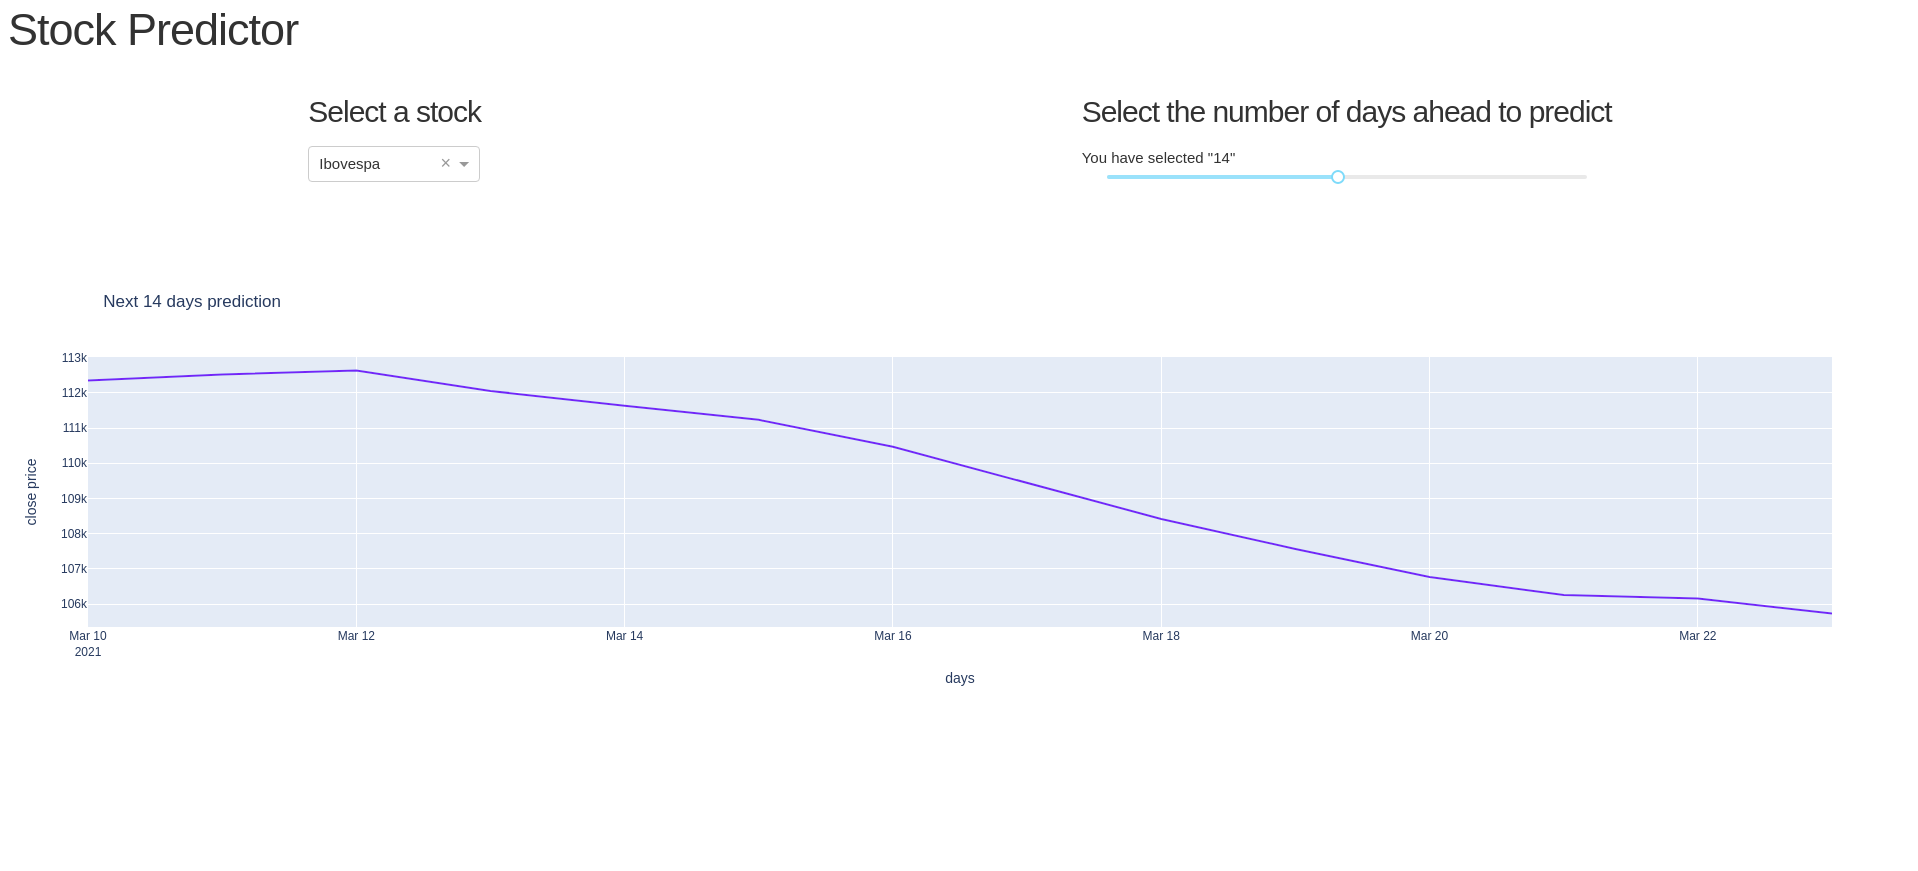 Stock Predictor
Select a stock
Ibovespa
Select the number of days ahead to predict
You have selected "14"
Next 14 days prediction
113k
112k
111k
110k
109k
108k
107k
106k
close price
Mar 10
2021
Mar 12
Mar 14
Mar 16
Mar 18
Mar 20
Mar 22
days